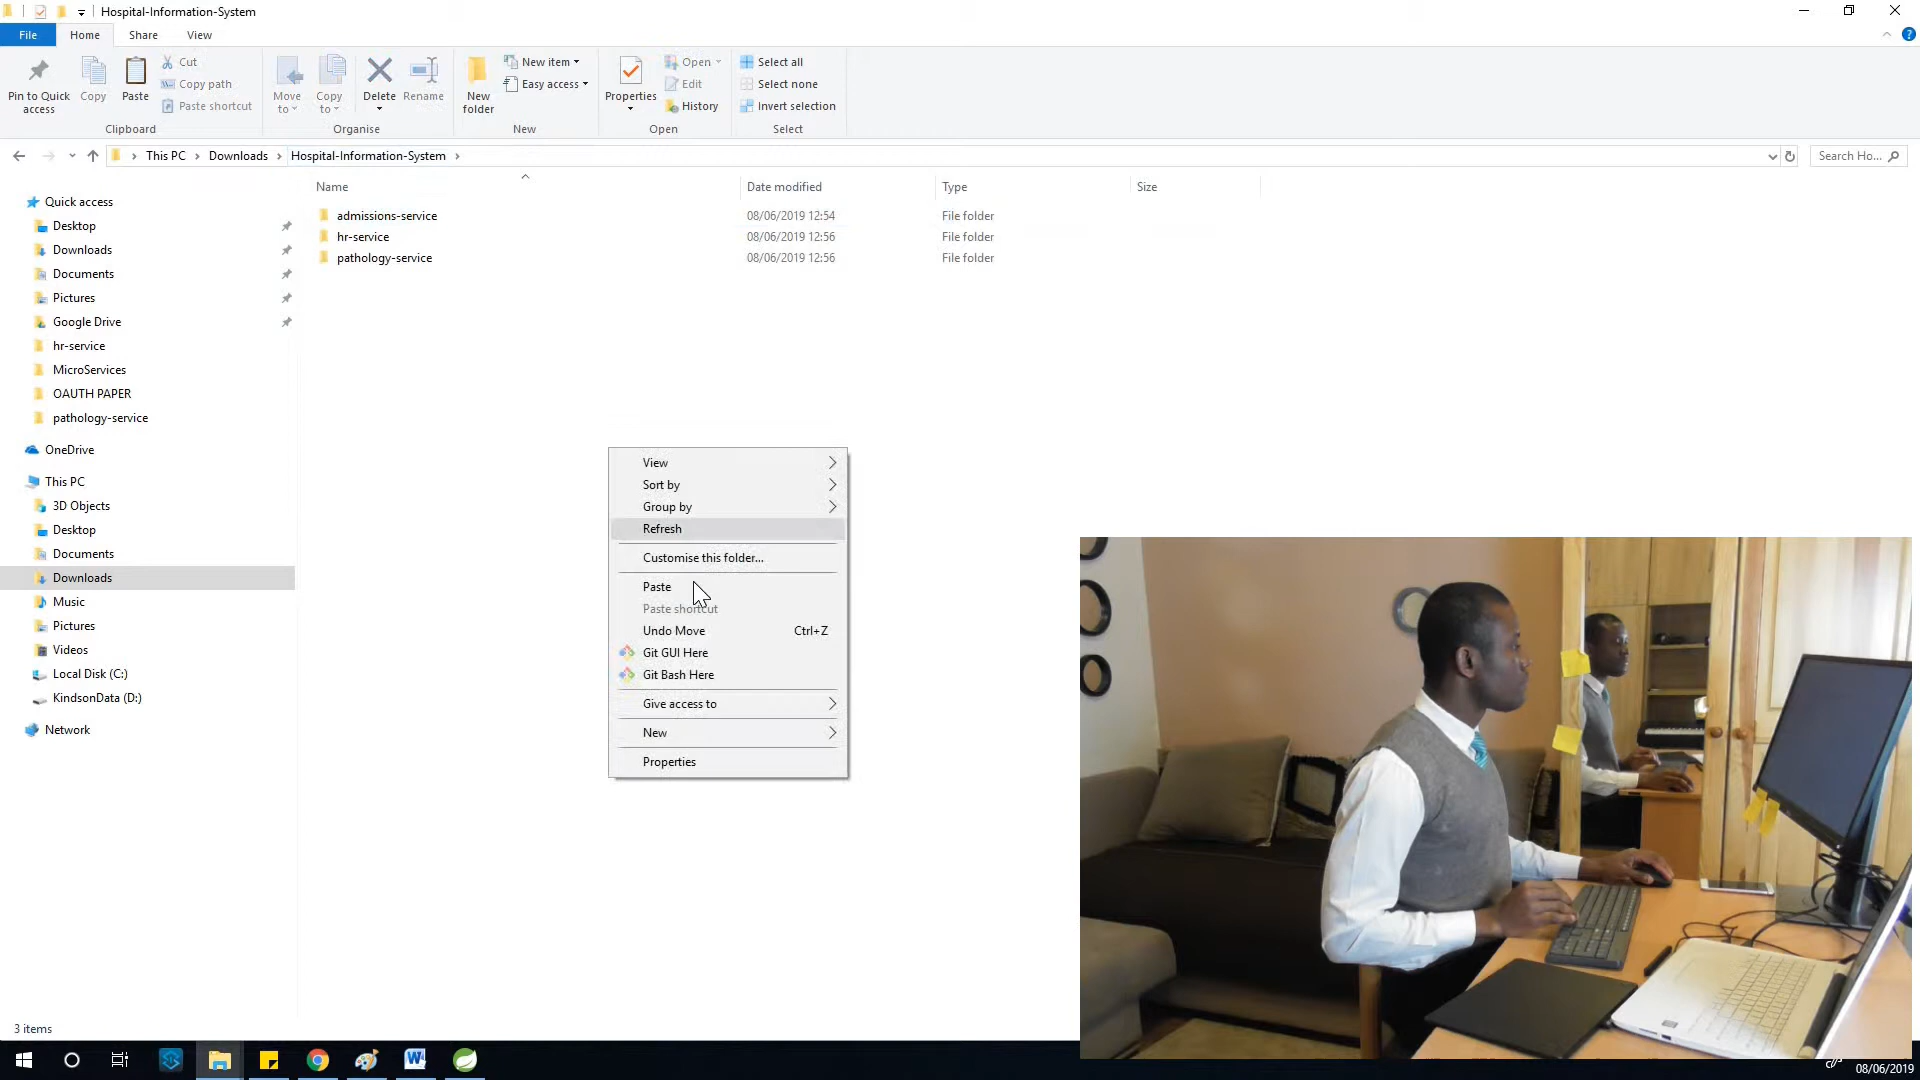 Hospital-Information-System
File Home Share View
Pin to Quick access
Copy
Paste
Cut
Copy path
Paste shortcut
Clipboard
Move to
Copy to
Delete
Rename
Organise
New folder
New item
Easy access
New
Properties
Open
Edit
History
Open
Select all
Select none
Invert selection
Select
This PC > Downloads > Hospital-Information-System >
Search Ho...
Name Date modified Type Size
admissions-service 08/06/2019 12:54 File folder
hr-service 08/06/2019 12:56 File folder
pathology-service 08/06/2019 12:56 File folder
Quick access
Desktop
Downloads
Documents
Pictures
Google Drive
hr-service
MicroServices
OAUTH PAPER
pathology-service
OneDrive
This PC
3D Objects
Desktop
Documents
Downloads
Music
Pictures
Videos
Local Disk (C:)
KindsonData (D:)
Network
View
Sort by
Group by
Refresh
Customise this folder...
Paste
Paste shortcut
Undo Move Ctrl+Z
Git GUI Here
Git Bash Here
Give access to
New
Properties
3 items
08/06/2019